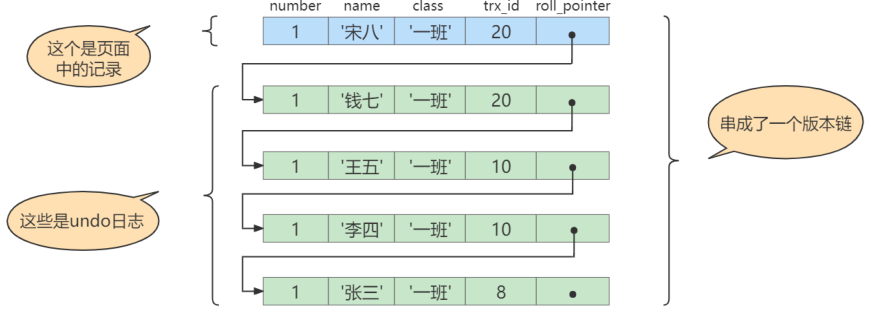 number name class trx_id roll_pointer
1 '宋八' '一班' 20
这个是页面
中的记录
1 '钱七' '一班' 20
串成了一个版本链
1 '王五' '一班' 10
这些是undo日志
1 '李四' '一班' 10
1 '张三' '一班' 8